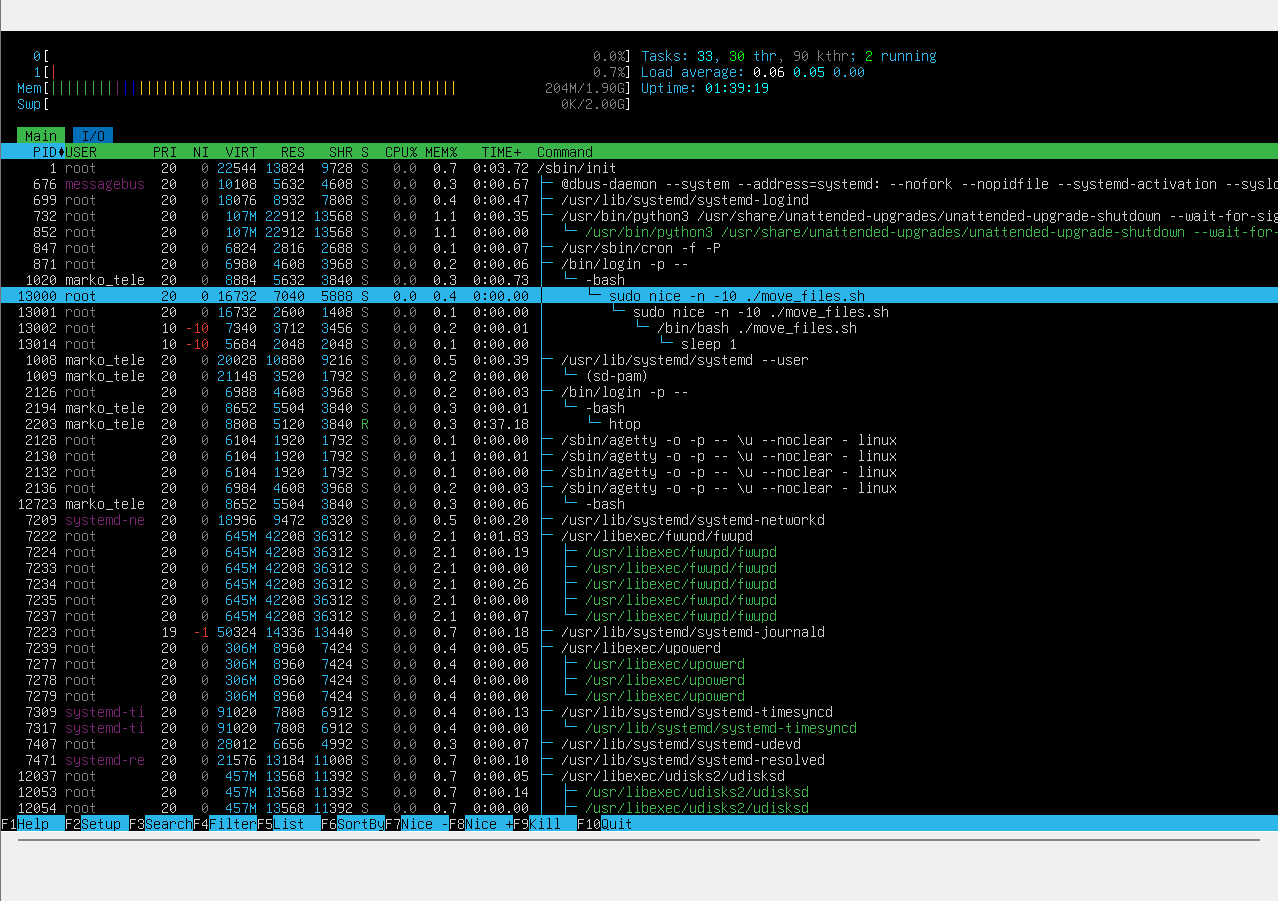 0[ 0.0%] Tasks: 33, 30 thr, 90 kthr; 2 running
1[| 0.7%] Load average: 0.06 0.05 0.00
Mem[||||||||||||||||||||||||||||||||||||||||||||||||||| 204M/1.90G] Uptime: 01:39:19
Swp[ 0K/2.00G]
Main I/O
PID♦USER PRI NI VIRT RES SHR S CPU% MEM% TIME+ Command
1 root 20 0 22544 13824 9728 S 0.0 0.7 0:03.72 /sbin/init
676 messagebus 20 0 10108 5632 4608 S 0.0 0.3 0:00.67 ├─ @dbus-daemon --system --address=systemd: --nofork --nopidfile --systemd-activation --syslo
699 root 20 0 18076 8932 7808 S 0.0 0.4 0:00.47 ├─ /usr/lib/systemd/systemd-logind
732 root 20 0 107M 22912 13568 S 0.0 1.1 0:00.35 ├─ /usr/bin/python3 /usr/share/unattended-upgrades/unattended-upgrade-shutdown --wait-for-sig
852 root 20 0 107M 22912 13568 S 0.0 1.1 0:00.00 │ └─ /usr/bin/python3 /usr/share/unattended-upgrades/unattended-upgrade-shutdown --wait-for-
847 root 20 0 6824 2816 2688 S 0.0 0.1 0:00.07 ├─ /usr/sbin/cron -f -P
871 root 20 0 6980 4608 3968 S 0.0 0.2 0:00.06 ├─ /bin/login -p --
1020 marko_tele 20 0 8884 5632 3840 S 0.0 0.3 0:00.73 │ └─ -bash
13000 root 20 0 16732 7040 5888 S 0.0 0.4 0:00.00 │ └─ sudo nice -n -10 ./move_files.sh
13001 root 20 0 16732 2600 1408 S 0.0 0.1 0:00.00 │ └─ sudo nice -n -10 ./move_files.sh
13002 root 10 -10 7340 3712 3456 S 0.0 0.2 0:00.01 │ └─ /bin/bash ./move_files.sh
13014 root 10 -10 5684 2048 2048 S 0.0 0.1 0:00.00 │ └─ sleep 1
1008 marko_tele 20 0 20028 10880 9216 S 0.0 0.5 0:00.39 ├─ /usr/lib/systemd/systemd --user
1009 marko_tele 20 0 21148 3520 1792 S 0.0 0.2 0:00.00 │ └─ (sd-pam)
2126 root 20 0 6988 4608 3968 S 0.0 0.2 0:00.03 ├─ /bin/login -p --
2194 marko_tele 20 0 8652 5504 3840 S 0.0 0.3 0:00.01 │ └─ -bash
2203 marko_tele 20 0 8808 5120 3840 R 0.0 0.3 0:37.18 │ └─ htop
2128 root 20 0 6104 1920 1792 S 0.0 0.1 0:00.00 ├─ /sbin/agetty -o -p -- \u --noclear - linux
2130 root 20 0 6104 1920 1792 S 0.0 0.1 0:00.01 ├─ /sbin/agetty -o -p -- \u --noclear - linux
2132 root 20 0 6104 1920 1792 S 0.0 0.1 0:00.00 ├─ /sbin/agetty -o -p -- \u --noclear - linux
2136 root 20 0 6984 4608 3968 S 0.0 0.2 0:00.03 ├─ /sbin/agetty -o -p -- \u --noclear - linux
12723 marko_tele 20 0 8652 5504 3840 S 0.0 0.3 0:00.06 │ └─ -bash
7209 systemd-ne 20 0 18996 9472 8320 S 0.0 0.5 0:00.20 ├─ /usr/lib/systemd/systemd-networkd
7222 root 20 0 645M 42208 36312 S 0.0 2.1 0:01.83 ├─ /usr/libexec/fwupd/fwupd
7224 root 20 0 645M 42208 36312 S 0.0 2.1 0:00.19 │ ├─ /usr/libexec/fwupd/fwupd
7233 root 20 0 645M 42208 36312 S 0.0 2.1 0:00.00 │ ├─ /usr/libexec/fwupd/fwupd
7234 root 20 0 645M 42208 36312 S 0.0 2.1 0:00.26 │ ├─ /usr/libexec/fwupd/fwupd
7235 root 20 0 645M 42208 36312 S 0.0 2.1 0:00.00 │ ├─ /usr/libexec/fwupd/fwupd
7237 root 20 0 645M 42208 36312 S 0.0 2.1 0:00.07 │ └─ /usr/libexec/fwupd/fwupd
7223 root 19 -1 50324 14336 13440 S 0.0 0.7 0:00.18 ├─ /usr/lib/systemd/systemd-journald
7239 root 20 0 306M 8960 7424 S 0.0 0.4 0:00.05 ├─ /usr/libexec/upowerd
7277 root 20 0 306M 8960 7424 S 0.0 0.4 0:00.00 │ ├─ /usr/libexec/upowerd
7278 root 20 0 306M 8960 7424 S 0.0 0.4 0:00.00 │ ├─ /usr/libexec/upowerd
7279 root 20 0 306M 8960 7424 S 0.0 0.4 0:00.00 │ └─ /usr/libexec/upowerd
7309 systemd-ti 20 0 91020 7808 6912 S 0.0 0.4 0:00.13 ├─ /usr/lib/systemd/systemd-timesyncd
7317 systemd-ti 20 0 91020 7808 6912 S 0.0 0.4 0:00.00 │ └─ /usr/lib/systemd/systemd-timesyncd
7407 root 20 0 28012 6656 4992 S 0.0 0.3 0:00.07 ├─ /usr/lib/systemd/systemd-udevd
7471 systemd-re 20 0 21576 13184 11008 S 0.0 0.7 0:00.10 ├─ /usr/lib/systemd/systemd-resolved
12037 root 20 0 457M 13568 11392 S 0.0 0.7 0:00.05 ├─ /usr/libexec/udisks2/udisksd
12053 root 20 0 457M 13568 11392 S 0.0 0.7 0:00.14 │ ├─ /usr/libexec/udisks2/udisksd
12054 root 20 0 457M 13568 11392 S 0.0 0.7 0:00.00 │ ├─ /usr/libexec/udisks2/udisksd
F1Help F2Setup F3SearchF4FilterF5List F6SortByF7Nice -F8Nice +F9Kill F10Quit